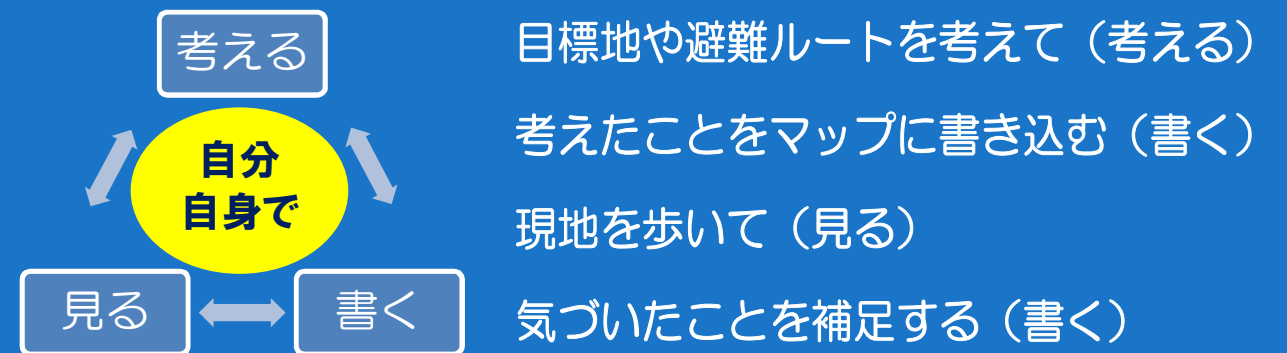 考える
自分
自身で
見る
書く
目標地や避難ルートを考えて（考える）
考えたことをマップに書き込む（書く）
現地を歩いて（見る）
気づいたことを補足する（書く）